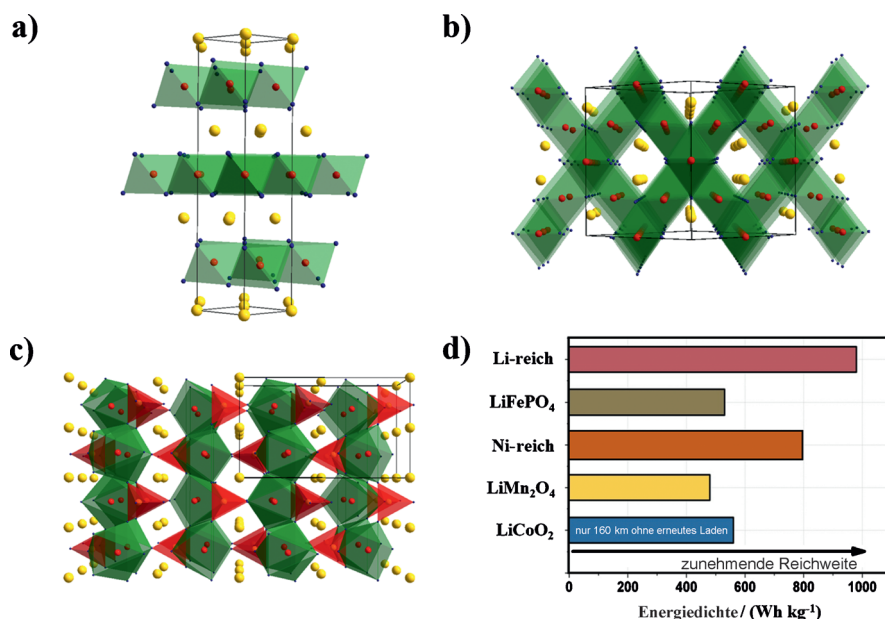 a)
b)
c)
d)
Li-reich
LiFePO₄
Ni-reich
LiMn₂O₄
LiCoO₂
nur 160 km ohne erneutes Laden
zunehmende Reichweite
0 200 400 600 800 1000
Energiedichte / (Wh kg⁻¹)